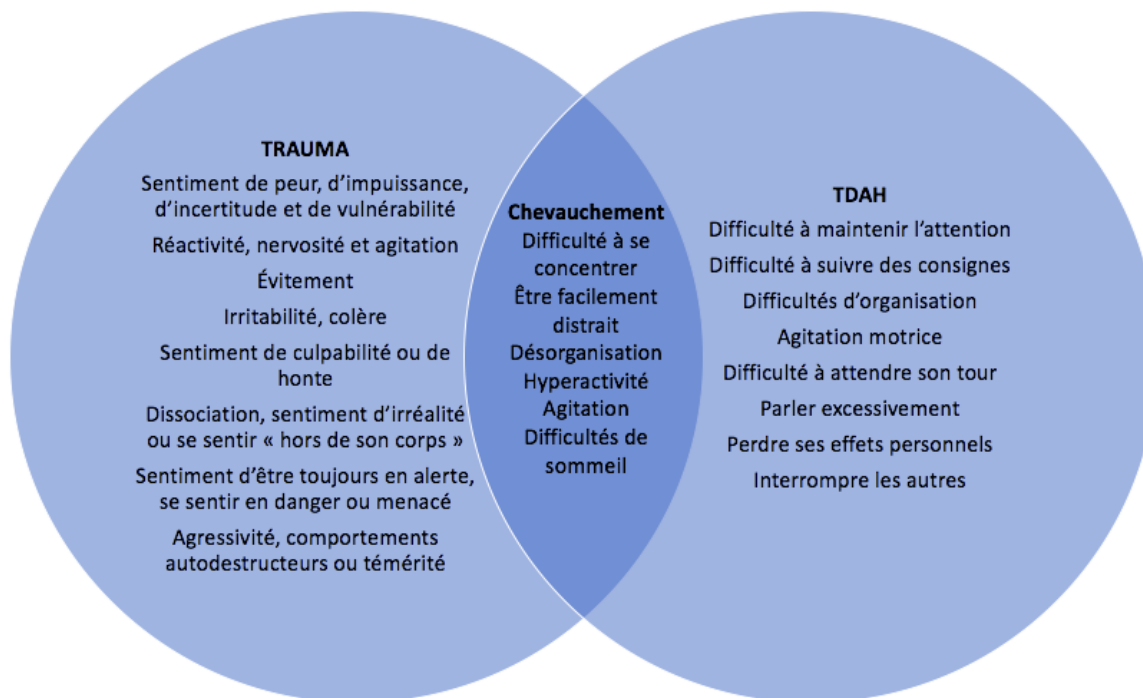 TRAUMA
Sentiment de peur, d’impuissance,
d’incertitude et de vulnérabilité
Réactivité, nervosité et agitation
Évitement
Irritabilité, colère
Sentiment de culpabilité ou de
honte
Dissociation, sentiment d’irréalité
ou se sentir « hors de son corps »
Sentiment d’être toujours en alerte,
se sentir en danger ou menacé
Agressivité, comportements
autodestructeurs ou témérité
Chevauchement
Difficulté à se
concentrer
Être facilement
distrait
Désorganisation
Hyperactivité
Agitation
Difficultés de
sommeil
TDAH
Difficulté à maintenir l’attention
Difficulté à suivre des consignes
Difficultés d’organisation
Agitation motrice
Difficulté à attendre son tour
Parler excessivement
Perdre ses effets personnels
Interrompre les autres